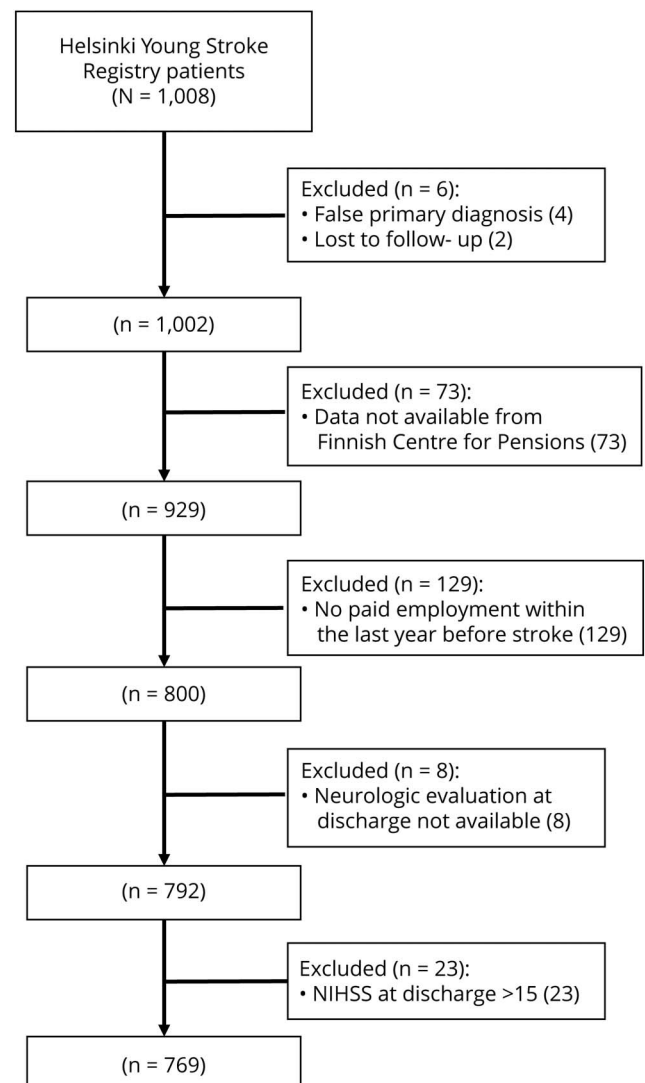 Helsinki Young Stroke
Registry patients
(N = 1,008)
Excluded (n = 6):
• False primary diagnosis (4)
• Lost to follow- up (2)
(n = 1,002)
Excluded (n = 73):
• Data not available from
Finnish Centre for Pensions (73)
(n = 929)
Excluded (n = 129):
• No paid employment within
the last year before stroke (129)
(n = 800)
Excluded (n = 8):
• Neurologic evaluation at
discharge not available (8)
(n = 792)
Excluded (n = 23):
• NIHSS at discharge >15 (23)
(n = 769)